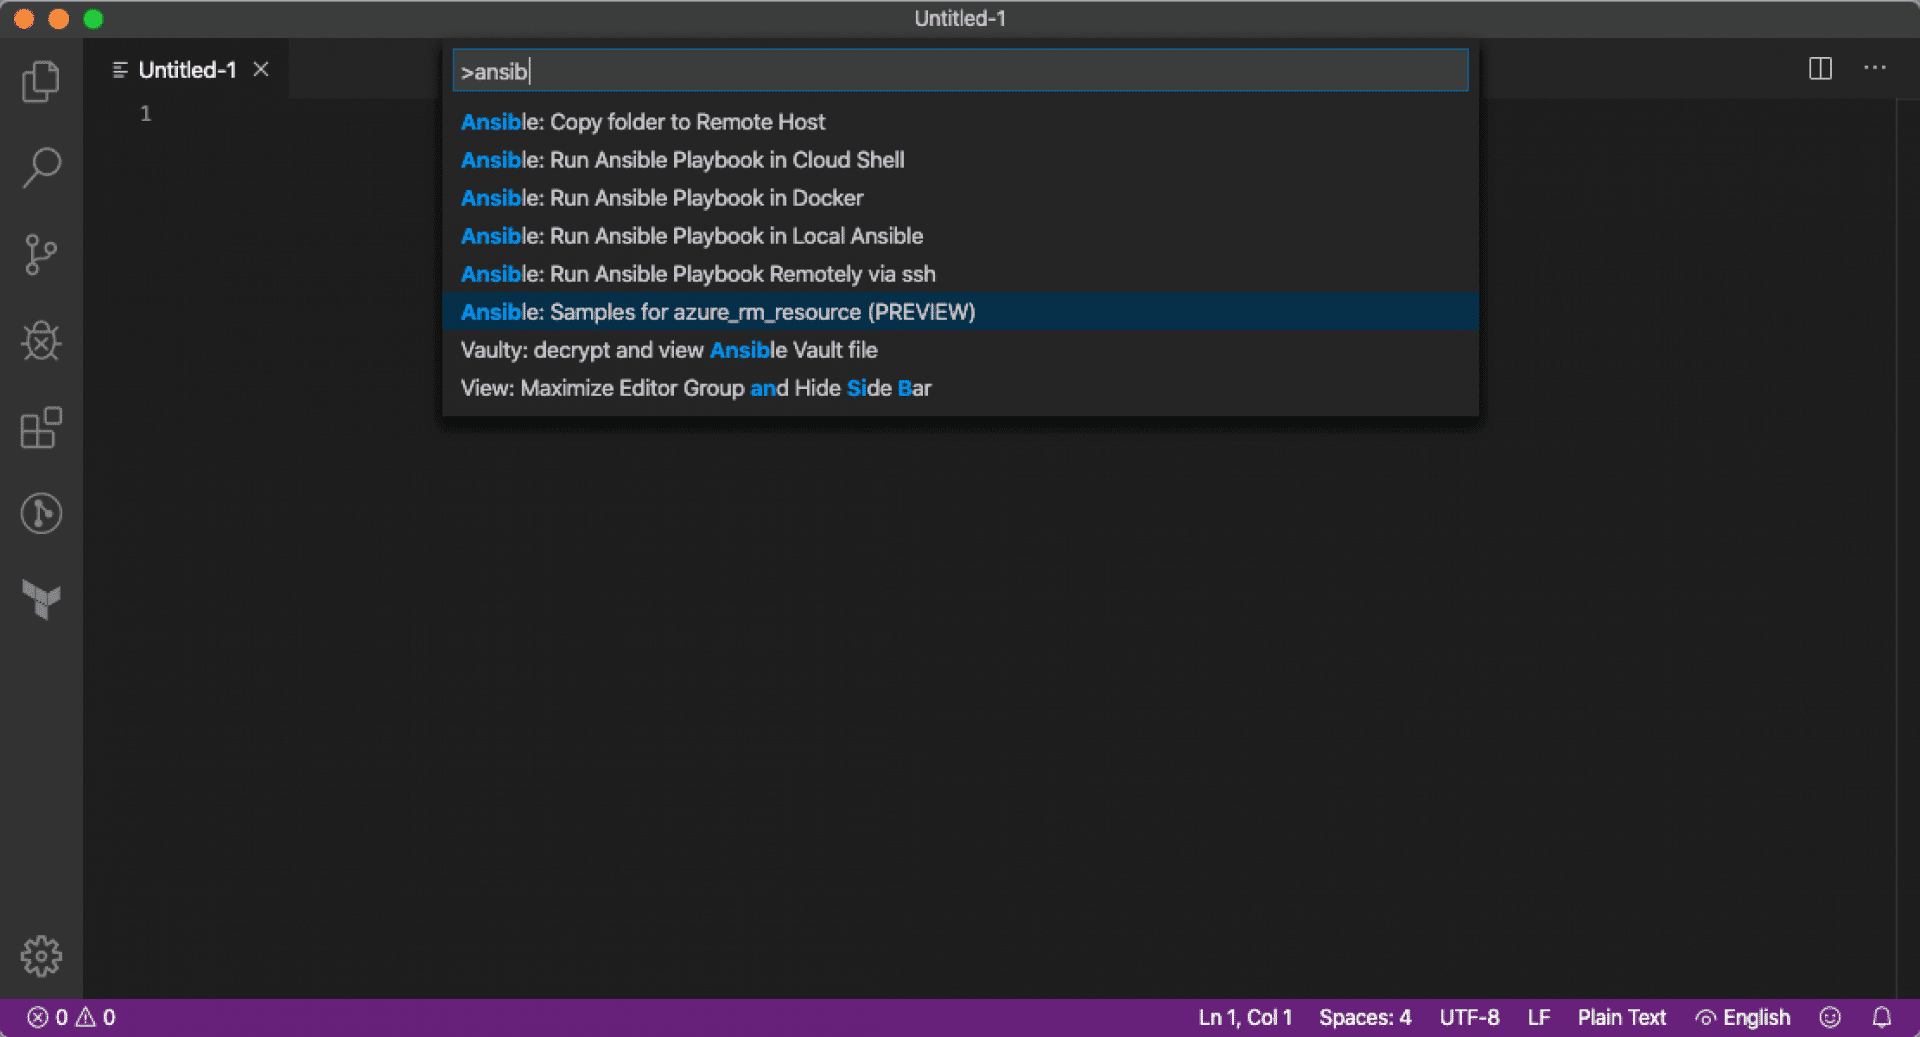 Untitled-1
Untitled-1
>ansib
1
Ansible: Copy folder to Remote Host
Ansible: Run Ansible Playbook in Cloud Shell
Ansible: Run Ansible Playbook in Docker
Ansible: Run Ansible Playbook in Local Ansible
Ansible: Run Ansible Playbook Remotely via ssh
Ansible: Samples for azure_rm_resource (PREVIEW)
Vaulty: decrypt and view Ansible Vault file
View: Maximize Editor Group and Hide Side Bar
0 0 Ln 1, Col 1 Spaces: 4 UTF-8 LF Plain Text English